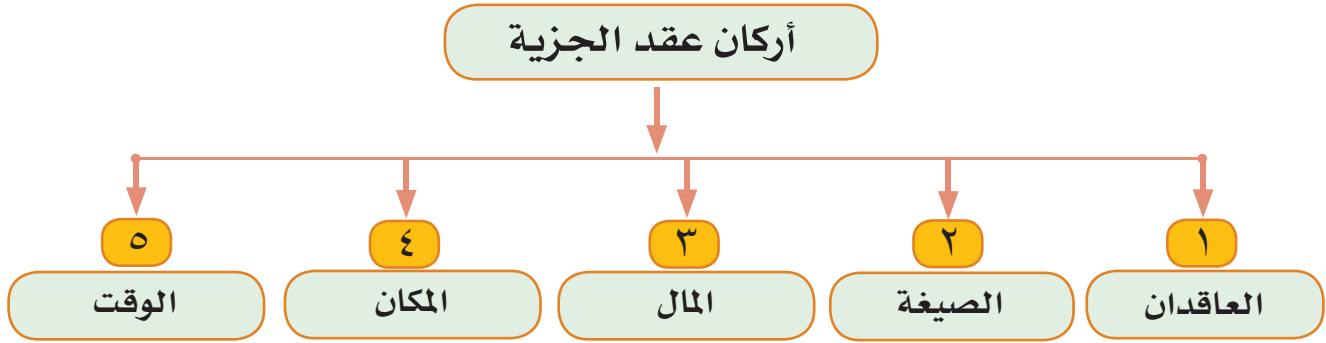 أركان عقد الجزية
١
العاقدان
٢
الصيغة
٣
المال
٤
المكان
٥
الوقت